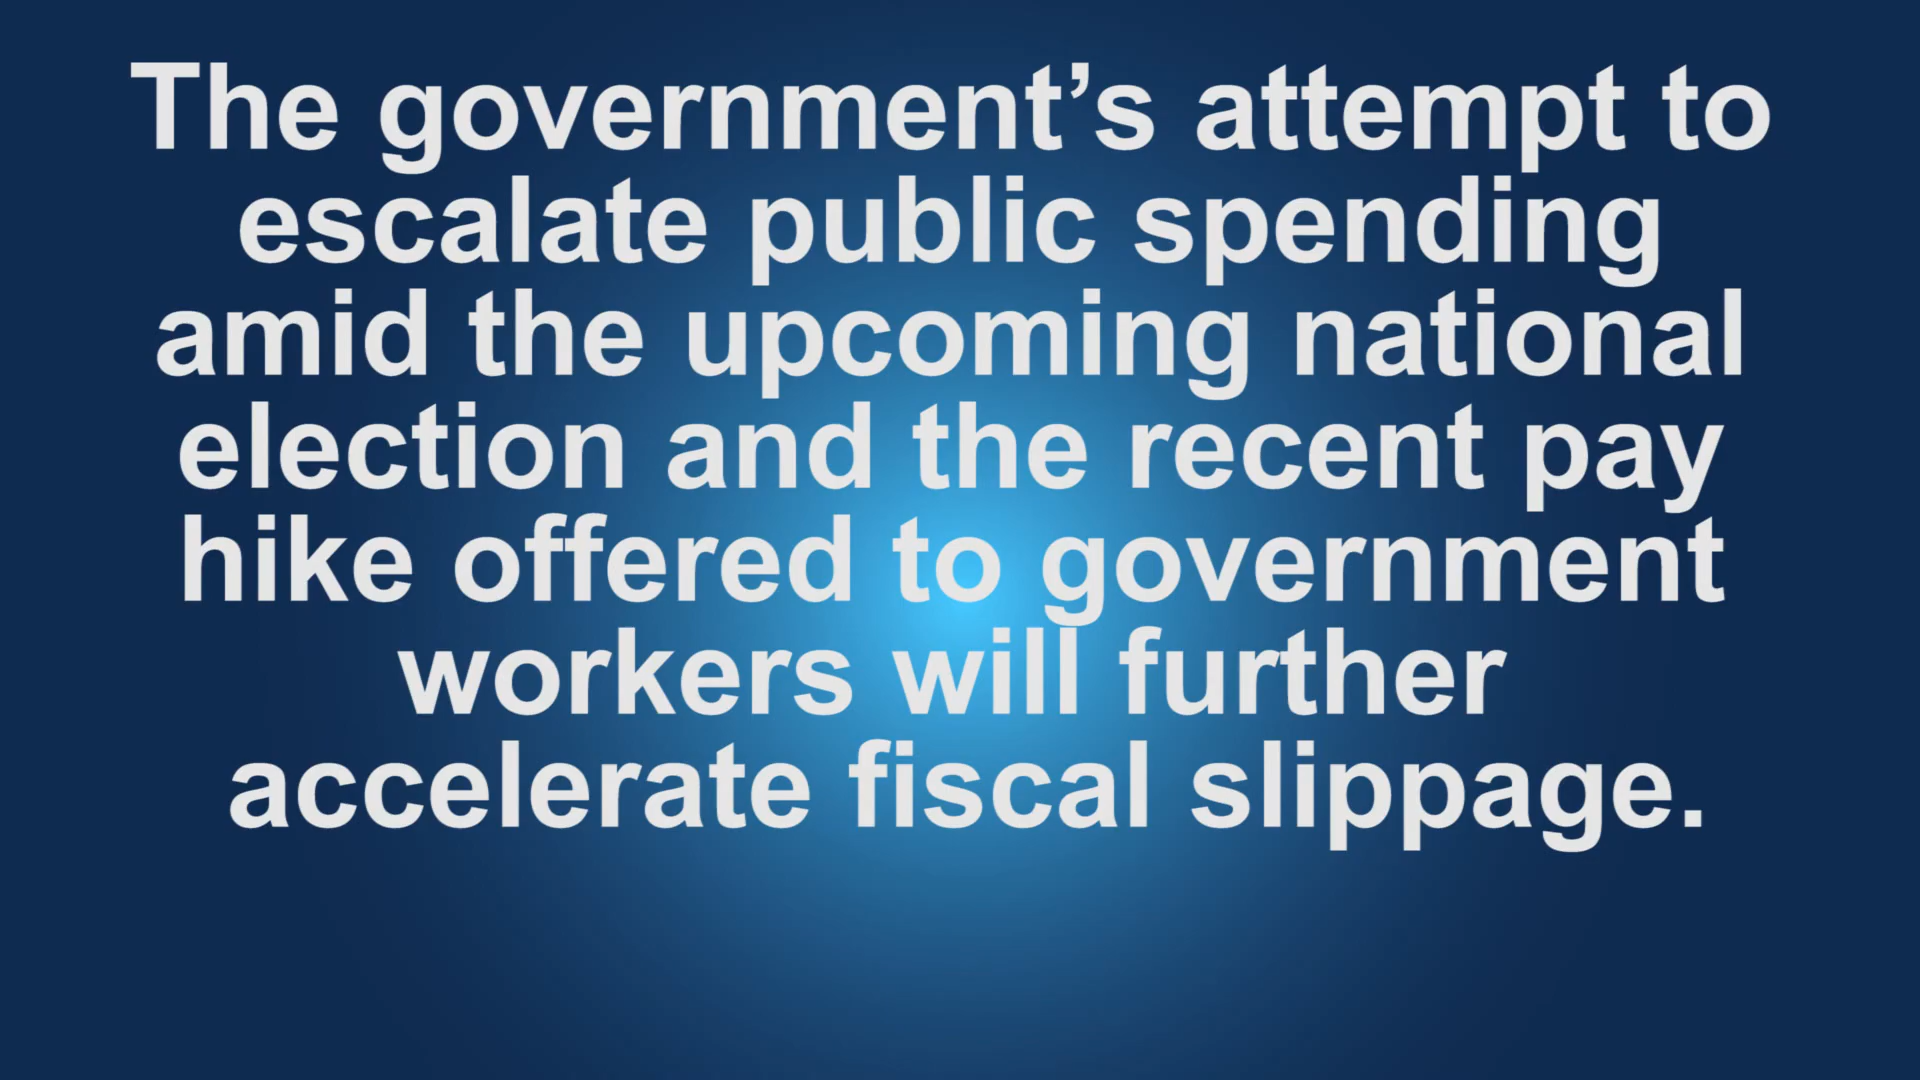 The government’s attempt to
escalate public spending
amid the upcoming national
election and the recent pay
hike offered to government
workers will further
accelerate fiscal slippage.